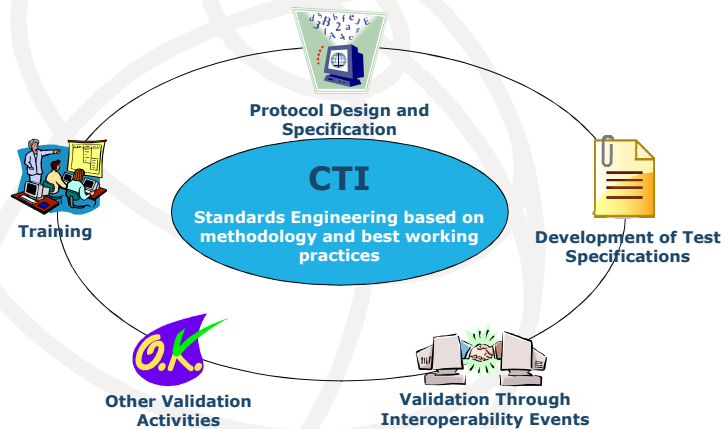 Protocol Design and
Specification
CTI
Standards Engineering based on
methodology and best working
practices
Training
Development of Test
Specifications
O.K.
Other Validation
Activities
Validation Through
Interoperability Events